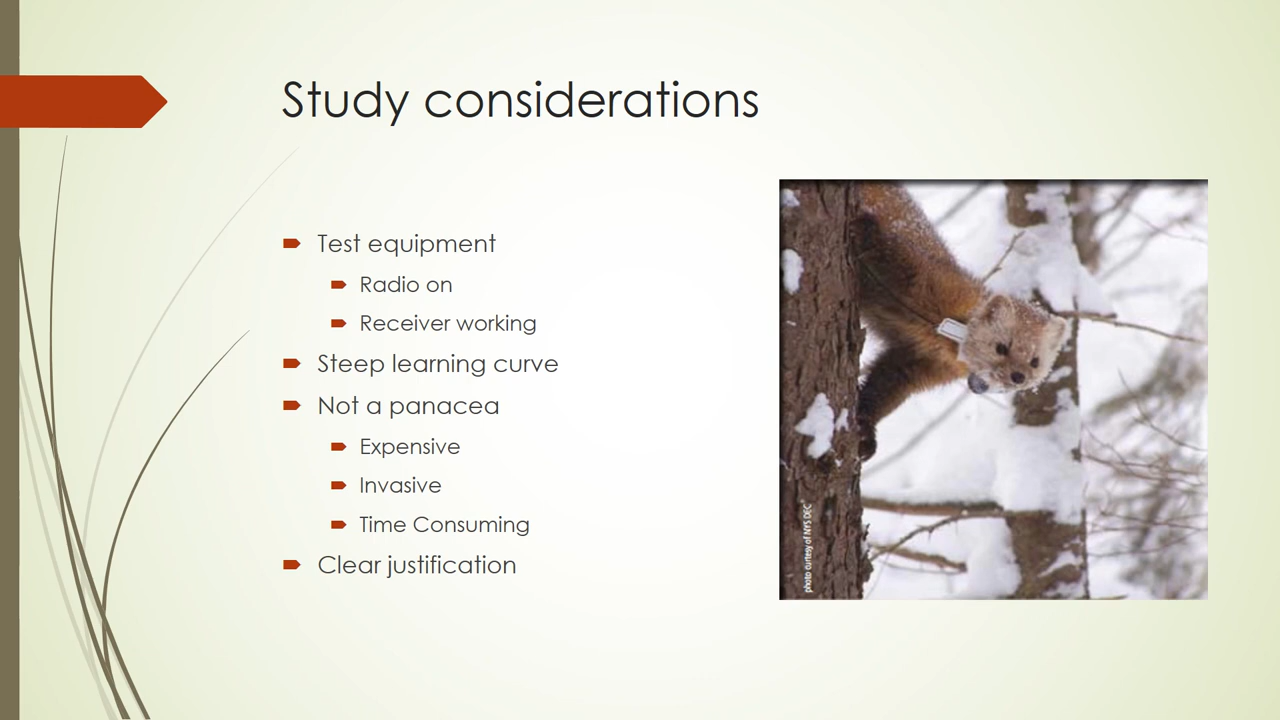 Study considerations
Test equipment
Radio on
Receiver working
Steep learning curve
Not a panacea
Expensive
Invasive
Time Consuming
Clear justification
photo curtesy of NYS DEC